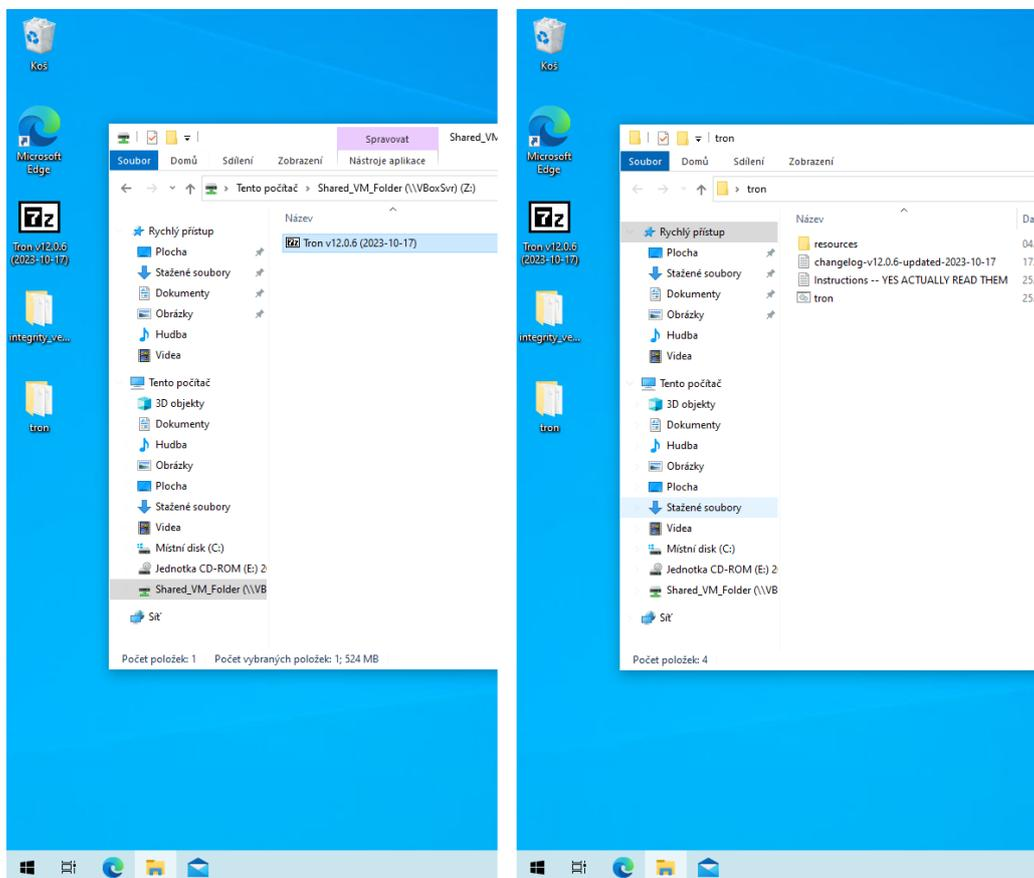 Koš
Microsoft
Edge
Tron v12.0.6
(2023-10-17)
integrity_ve...
tron
Spravovat
Shared_VM
Soubor
Domů
Sdílení
Zobrazení
Nástroje aplikace
Tento počítač
Shared_VM_Folder (\\VBoxSvr) (Z:)
Název
Tron v12.0.6 (2023-10-17)
Rychlý přístup
Plocha
Stažené soubory
Dokumenty
Obrázky
Hudba
Videa
Tento počítač
3D objekty
Dokumenty
Hudba
Obrázky
Plocha
Stažené soubory
Videa
Místní disk (C:)
Jednotka CD-ROM (E:) 2
Shared_VM_Folder (\\VB
Síť
Počet položek: 1
Počet vybraných položek: 1; 524 MB
Koš
Microsoft
Edge
Tron v12.0.6
(2023-10-17)
integrity_ve...
tron
tron
Soubor
Domů
Sdílení
Zobrazení
tron
Název
Da
resources
04.
changelog-v12.0.6-updated-2023-10-17
17.
Instructions -- YES ACTUALLY READ THEM
25.
tron
25.
Rychlý přístup
Plocha
Stažené soubory
Dokumenty
Obrázky
Hudba
Videa
Tento počítač
3D objekty
Dokumenty
Hudba
Obrázky
Plocha
Stažené soubory
Videa
Místní disk (C:)
Jednotka CD-ROM (E:) 2
Shared_VM_Folder (\\VB
Síť
Počet položek: 4